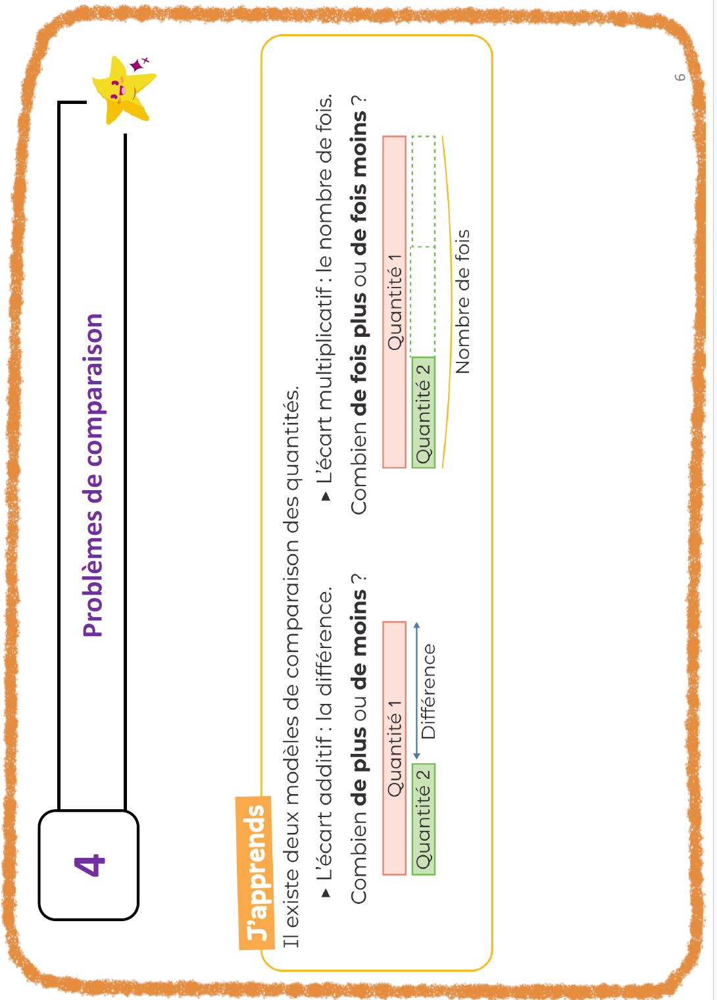 4
Problèmes de comparaison
J'apprends
Il existe deux modèles de comparaison des quantités.
▸ L'écart additif : la différence.
Combien de plus ou de moins ?
Quantité 1
Quantité 2
Différence
▸ L'écart multiplicatif : le nombre de fois.
Combien de fois plus ou de fois moins ?
Quantité 1
Quantité 2
Nombre de fois
6